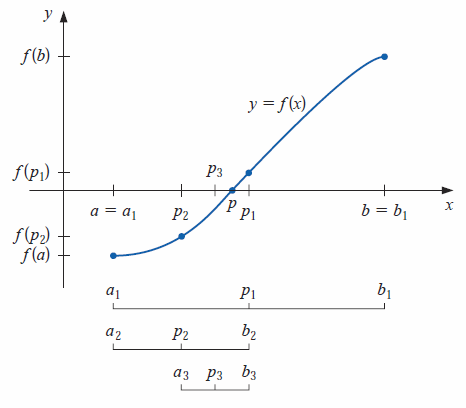 y
f(b)
y = f(x)
f(p₁)
p₃
a = a₁
p₂
p
p₁
b = b₁
x
f(p₂)
f(a)
a₁ p₁ b₁
a₂ p₂ b₂
a₃ p₃ b₃